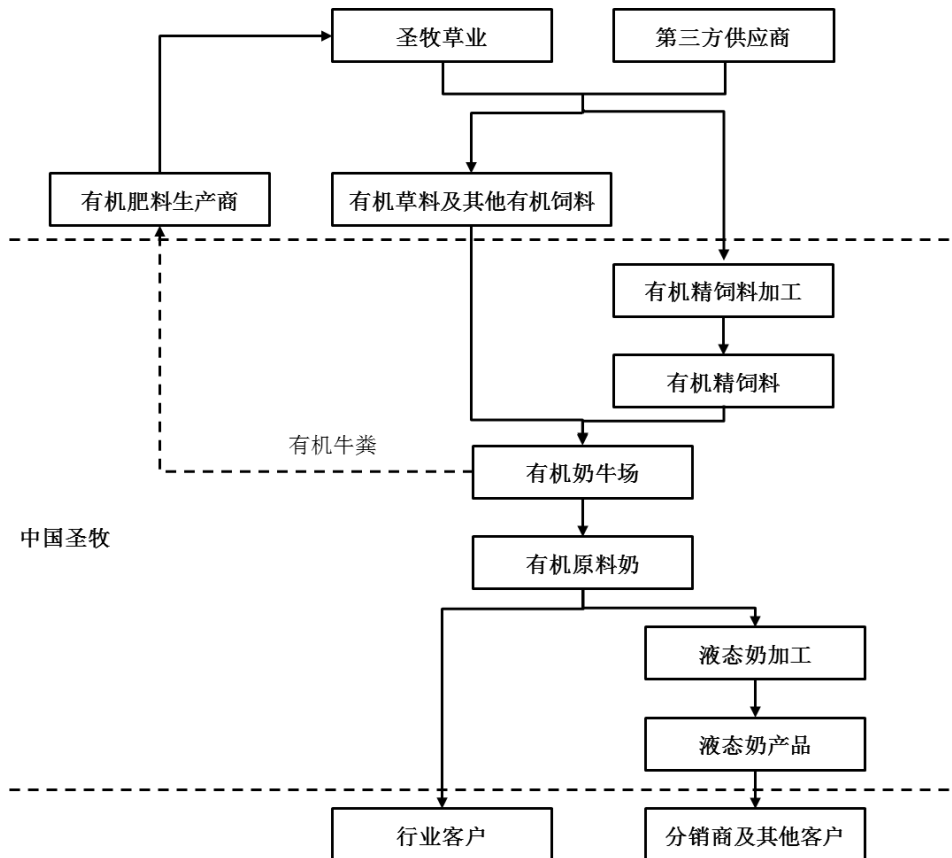 圣牧草业
第三方供应商
有机肥料生产商
有机草料及其他有机饲料
有机精饲料加工
有机精饲料
有机牛粪
有机奶牛场
中国圣牧
有机原料奶
液态奶加工
液态奶产品
行业客户
分销商及其他客户